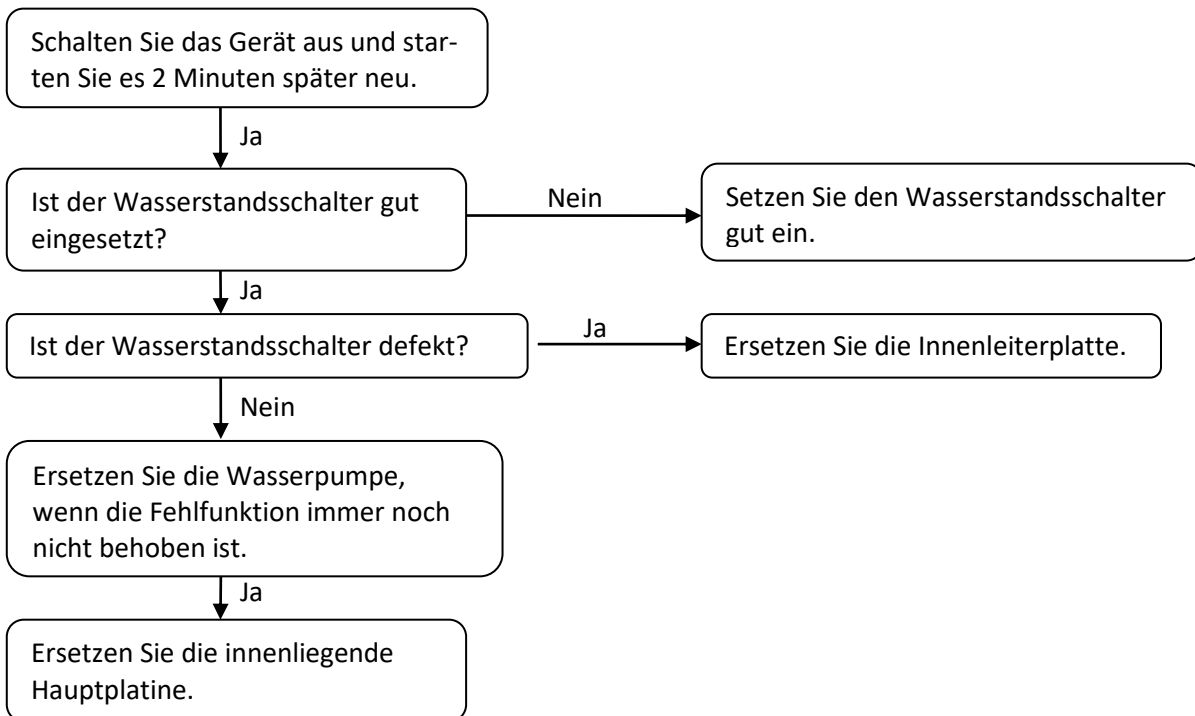 Schalten Sie das Gerät aus und star-
ten Sie es 2 Minuten später neu.
Ja
Ist der Wasserstandsschalter gut
eingesetzt?
Nein
Setzen Sie den Wasserstandsschalter
gut ein.
Ja
Ist der Wasserstandsschalter defekt?
Ja
Ersetzen Sie die Innenleiterplatte.
Nein
Ersetzen Sie die Wasserpumpe,
wenn die Fehlfunktion immer noch
nicht behoben ist.
Ja
Ersetzen Sie die innenliegende
Hauptplatine.